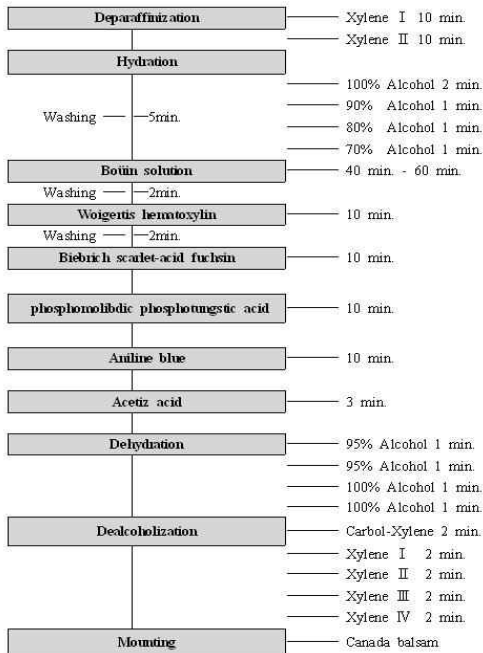 Deparaffinization Xylene Ⅰ 10 min.
Xylene Ⅱ 10 min.
Hydration
100% Alcohol 2 min.
90% Alcohol 1 min.
Washing 5min.
80% Alcohol 1 min.
70% Alcohol 1 min.
Boüin solution 40 min. - 60 min.
Washing 2min.
Woigertis hematoxylin 10 min.
Washing 2min.
Biebrich scarlet-acid fuchsin 10 min.
phosphomolibdic phosphotungstic acid 10 min.
Aniline blue 10 min.
Acetiz acid 3 min.
Dehydration 95% Alcohol 1 min.
95% Alcohol 1 min.
100% Alcohol 1 min.
100% Alcohol 1 min.
Dealcoholization Carbol-Xylene 2 min.
Xylene Ⅰ 2 min.
Xylene Ⅱ 2 min.
Xylene Ⅲ 2 min.
Xylene Ⅳ 2 min.
Mounting Canada balsam